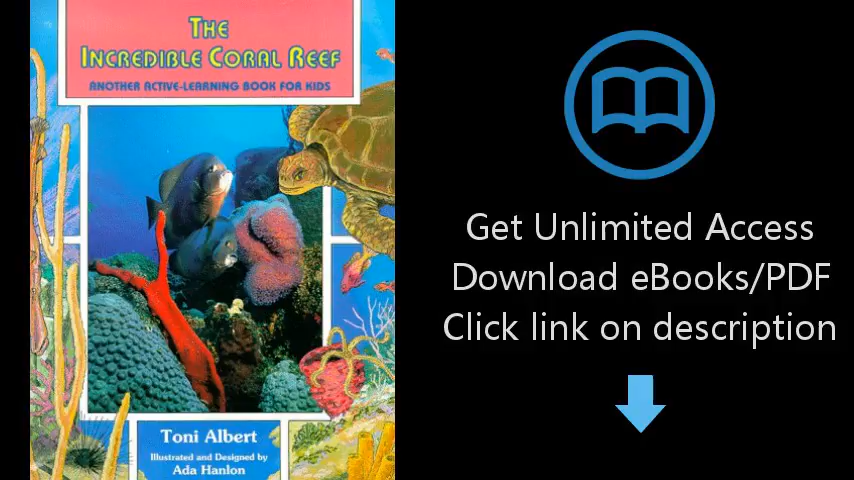 THE
INCREDIBLE CORAL REEF
ANOTHER ACTIVE-LEARNING BOOK FOR KIDS
Toni Albert
Illustrated and Designed by
Ada Hanlon
Get Unlimited Access
Download eBooks/PDF
Click link on description